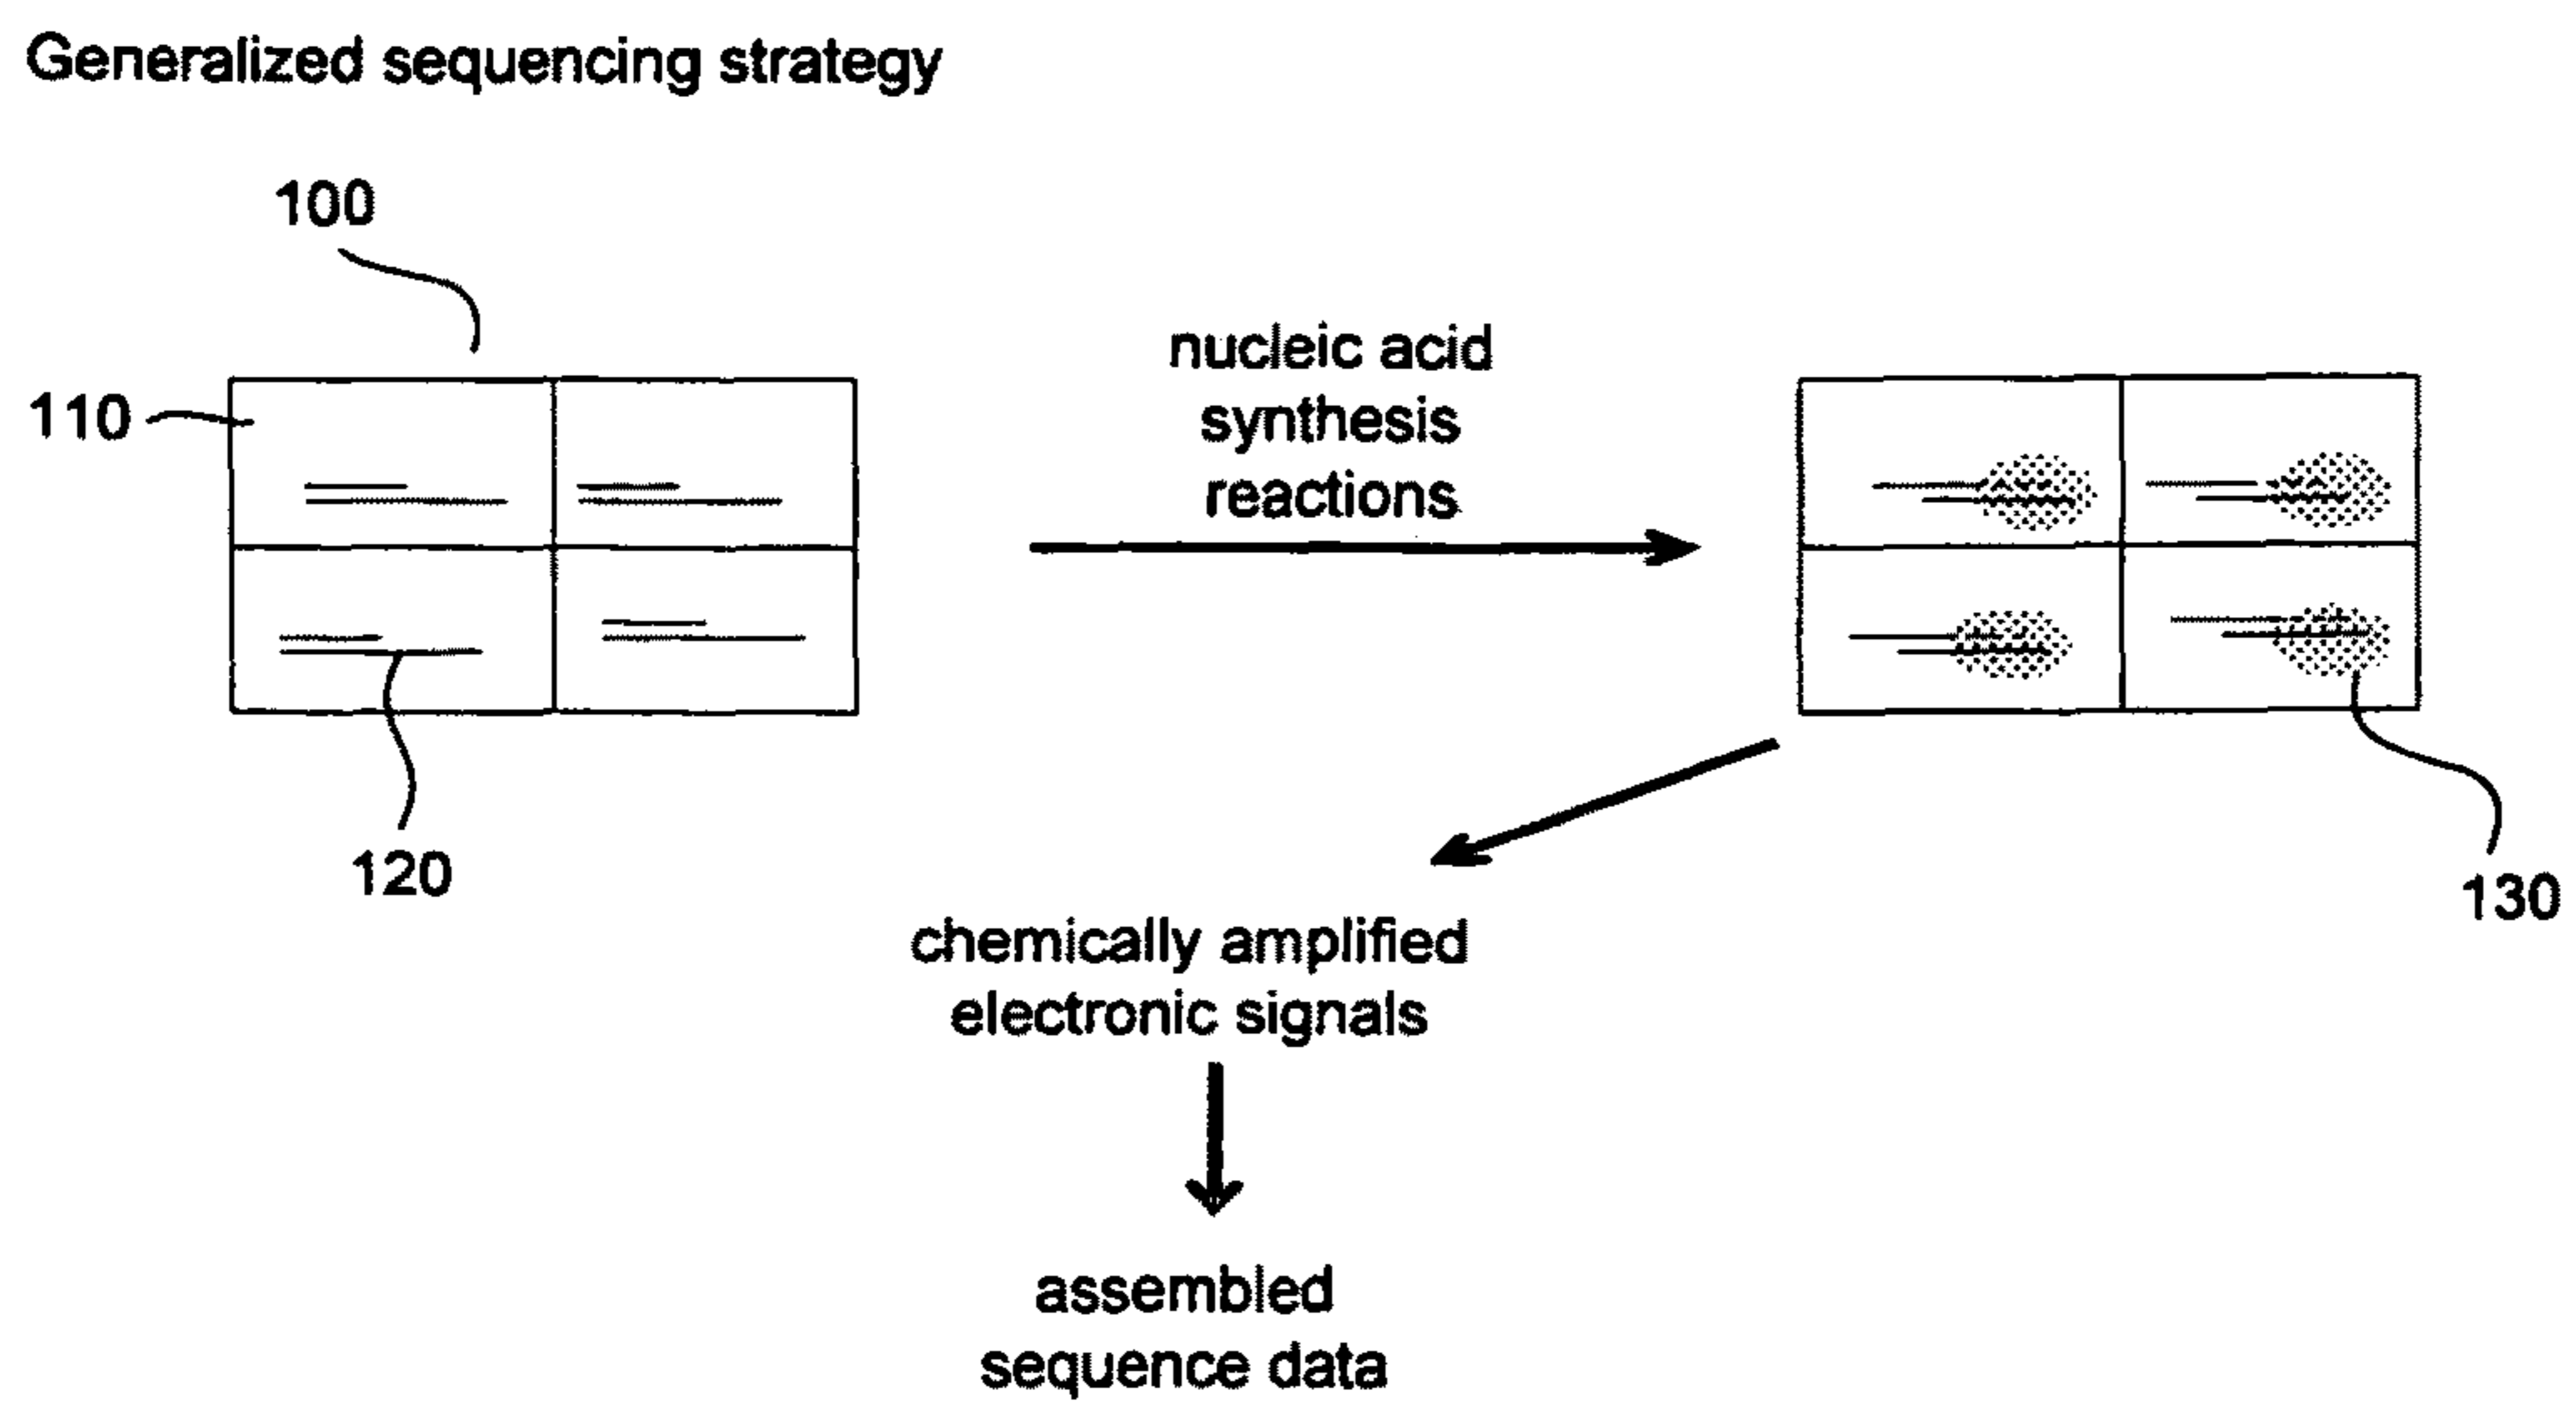 Generalized sequencing strategy
100
110
nucleic acid
synthesis
reactions
120
130
chemically amplified
electronic signals
assembled
sequence data